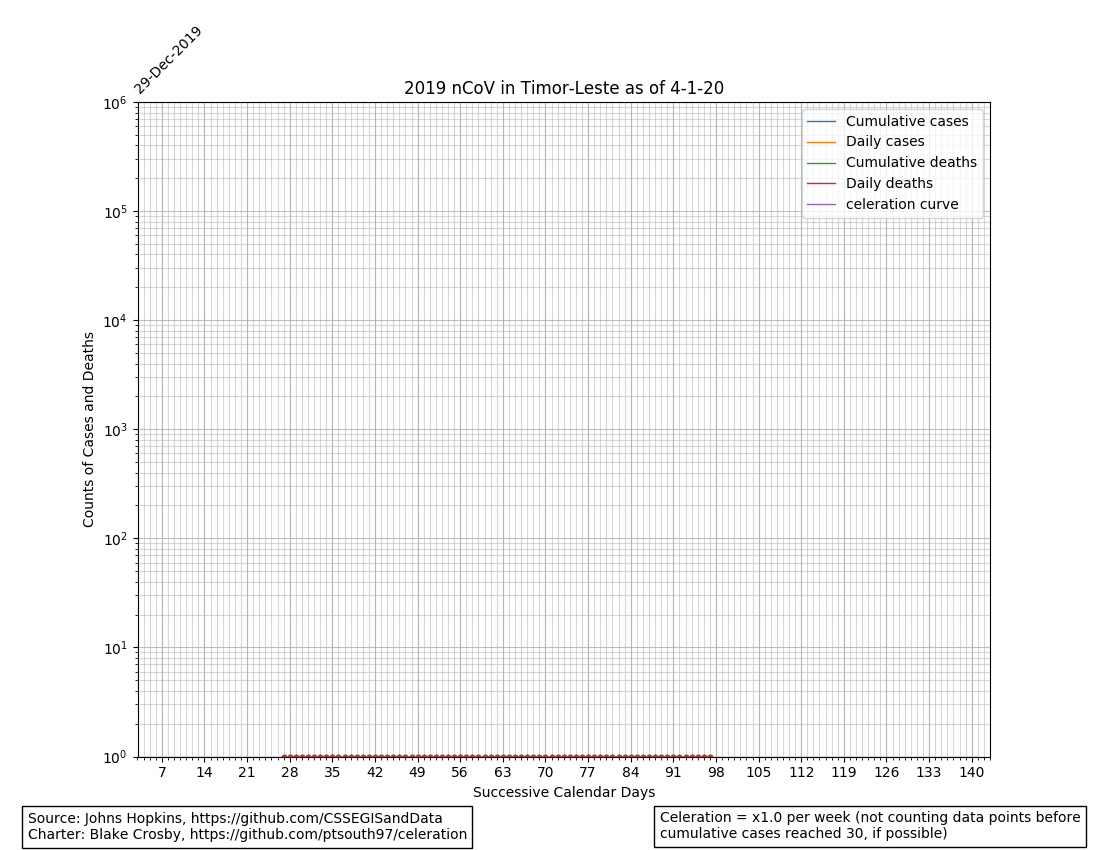 29-Dec-2019
2019 nCoV in Timor-Leste as of 4-1-20
Cumulative cases
Daily cases
Cumulative deaths
Daily deaths
celeration curve
10⁶
10⁵
10⁴
10³
10²
10¹
10⁰
Counts of Cases and Deaths
7 14 21 28 35 42 49 56 63 70 77 84 91 98 105 112 119 126 133 140
Successive Calendar Days
Source: Johns Hopkins, https://github.com/CSSEGISandData
Charter: Blake Crosby, https://github.com/ptsouth97/celeration
Celeration = x1.0 per week (not counting data points before
cumulative cases reached 30, if possible)